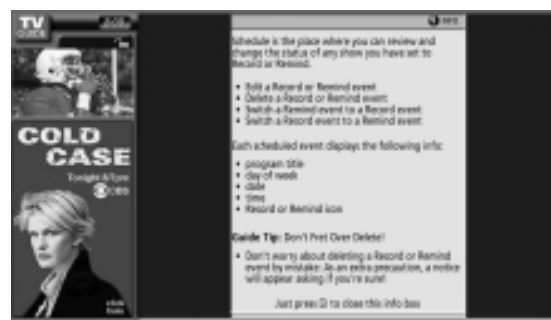 TV
GUIDE
INFO
Schedule is the place where you can review and
change the status of any show you have set to
Record or Remind.
• Edit a Record or Remind event
• Delete a Record or Remind event
• Switch a Remind event to a Record event
• Switch a Record event to a Remind event
Each scheduled event displays the following info:
• program title
• day of week
• date
• time
• Record or Remind icon
Guide Tip: Don't Fret Over Delete!
• Don't worry about deleting a Record or Remind
event by mistake. As an extra precaution, a notice
will appear asking if you're sure!
Just press to close this info box
COLD
CASE
Tonight 8/7pm
CBS